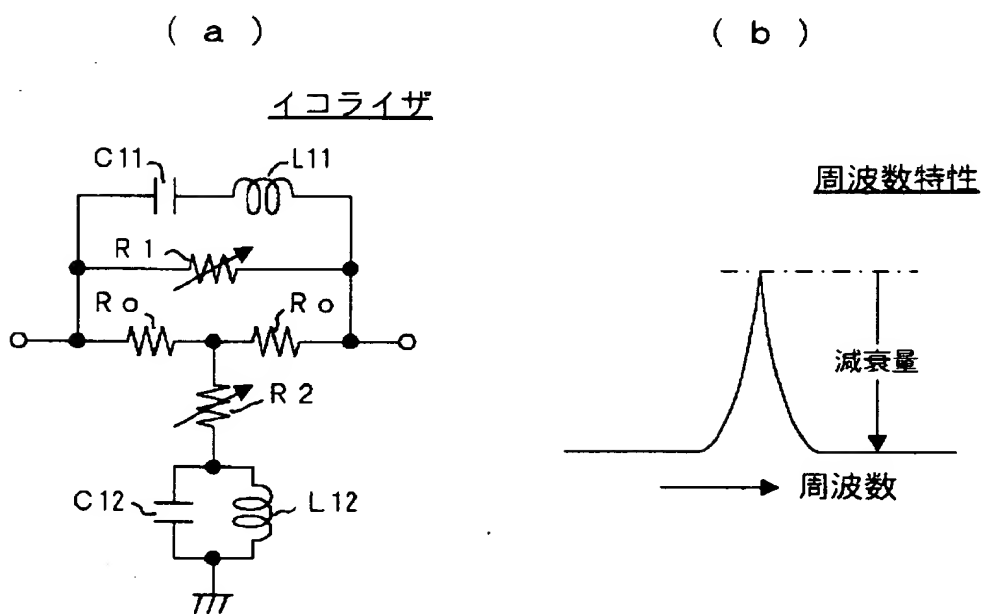 ( a )
イコライザ
C11
L11
R1
Ro
Ro
R2
C12
L12
( b )
周波数特性
減衰量
周波数